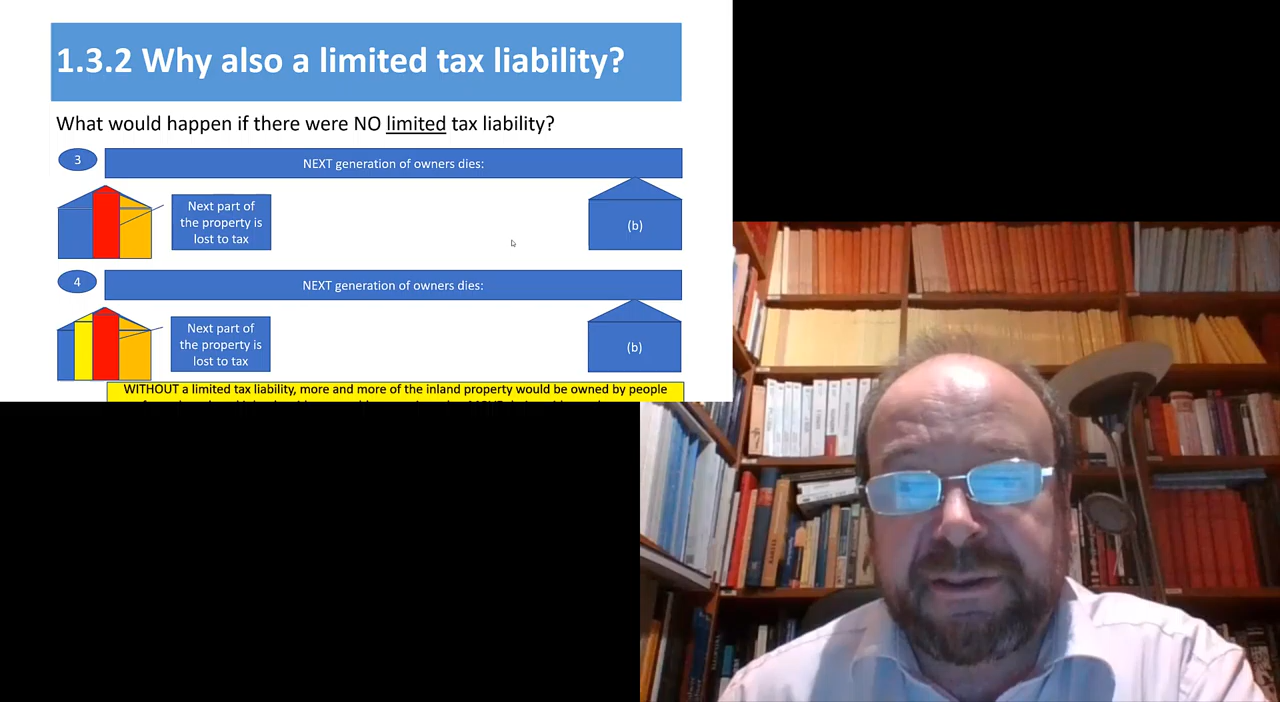 1.3.2 Why also a limited tax liability?
What would happen if there were NO limited tax liability?
3
NEXT generation of owners dies:
Next part of
the property is
lost to tax
(b)
4
NEXT generation of owners dies:
Next part of
the property is
lost to tax
(b)
WITHOUT a limited tax liability, more and more of the inland property would be owned by people